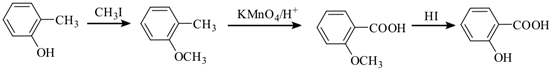 CH₃
OH
CH₃I
CH₃
OCH₃
KMnO₄/H⁺
COOH
OCH₃
HI
COOH
OH